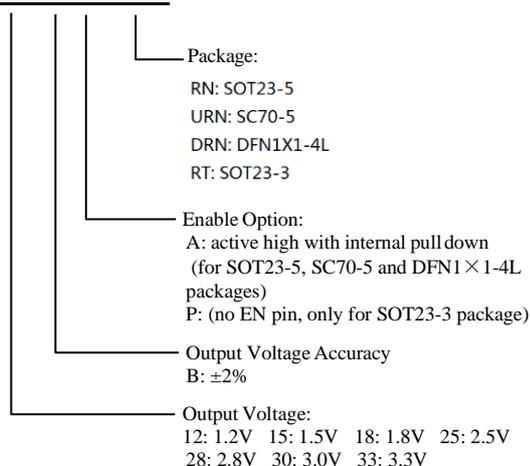 Package:
RN: SOT23-5
URN: SC70-5
DRN: DFN1X1-4L
RT: SOT23-3
Enable Option:
A: active high with internal pull down
(for SOT23-5, SC70-5 and DFN1×1-4L
packages)
P: (no EN pin, only for SOT23-3 package)
Output Voltage Accuracy
B: ±2%
Output Voltage:
12: 1.2V 15: 1.5V 18: 1.8V 25: 2.5V
28: 2.8V 30: 3.0V 33: 3.3V